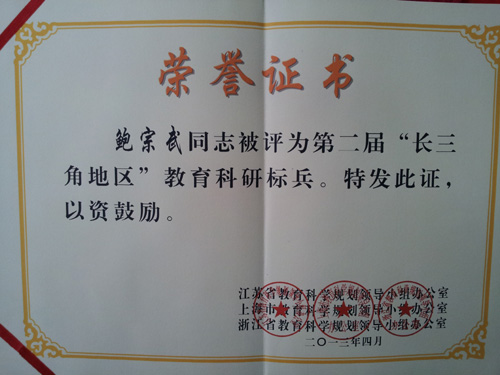 荣誉证书
鲍宗武同志被评为第二届“长三
角地区”教育科研标兵。特发此证，
以资鼓励。
江苏省教育科学规划领导小组办公室
上海市教育科学规划领导小组办公室
浙江省教育科学规划领导小组办公室
二〇一三年四月